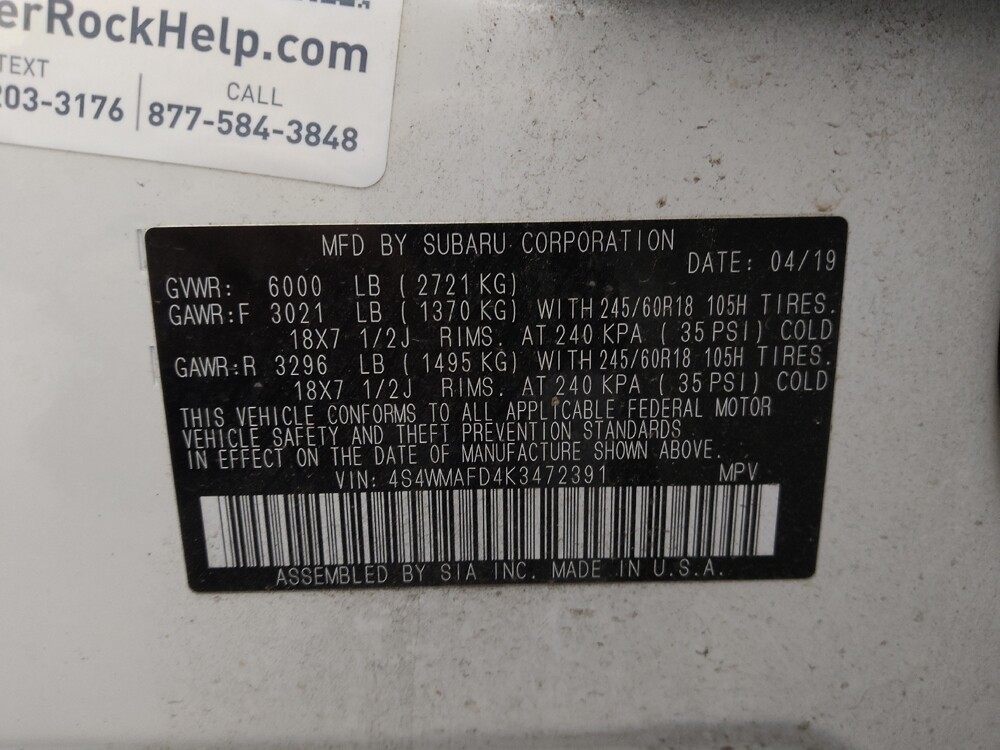 erRockHelp.com
TEXT
203-3176
CALL
877-584-3848
MFD BY SUBARU CORPORATION
DATE: 04/19
GVWR: 6000 LB ( 2721 KG)
GAWR:F 3021 LB ( 1370 KG) WITH 245/60R18 105H TIRES.
18X7 1/2J RIMS. AT 240 KPA ( 35 PSI) COLD
GAWR:R 3296 LB ( 1495 KG) WITH 245/60R18 105H TIRES.
18X7 1/2J RIMS. AT 240 KPA ( 35 PSI) COLD
THIS VEHICLE CONFORMS TO ALL APPLICABLE FEDERAL MOTOR
VEHICLE SAFETY AND THEFT PREVENTION STANDARDS
IN EFFECT ON THE DATE OF MANUFACTURE SHOWN ABOVE.
VIN: 4S4WMAFD4K3472391 MPV
ASSEMBLED BY SIA INC. MADE IN U.S.A.